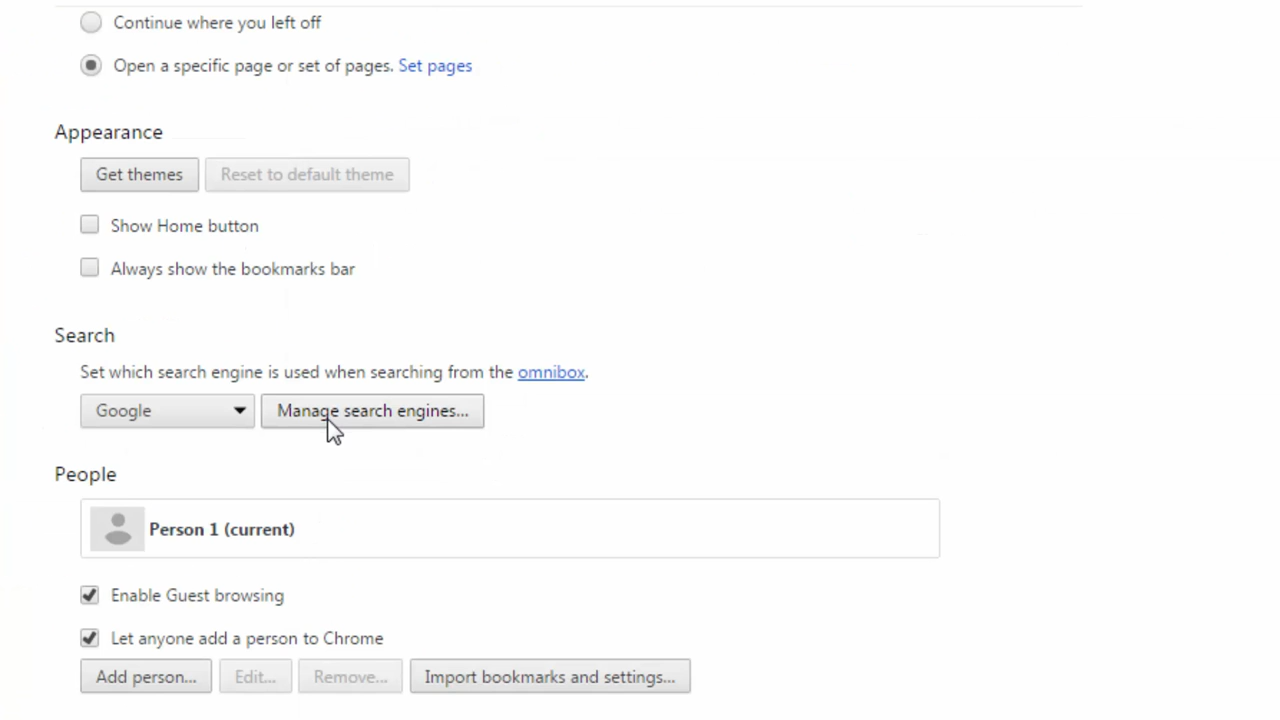 Continue where you left off
Open a specific page or set of pages. Set pages
Appearance
Get themes Reset to default theme
Show Home button
Always show the bookmarks bar
Search
Set which search engine is used when searching from the omnibox.
Google Manage search engines...
People
Person 1 (current)
Enable Guest browsing
Let anyone add a person to Chrome
Add person... Edit... Remove... Import bookmarks and settings...